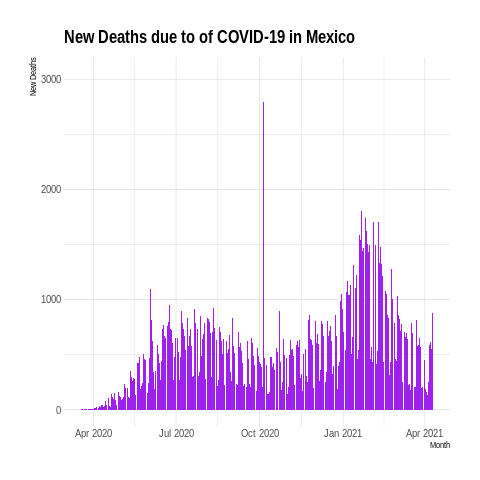 New Deaths due to of COVID-19 in Mexico
New Deaths
3000
2000
1000
0
Apr 2020 Jul 2020 Oct 2020 Jan 2021 Apr 2021
Month